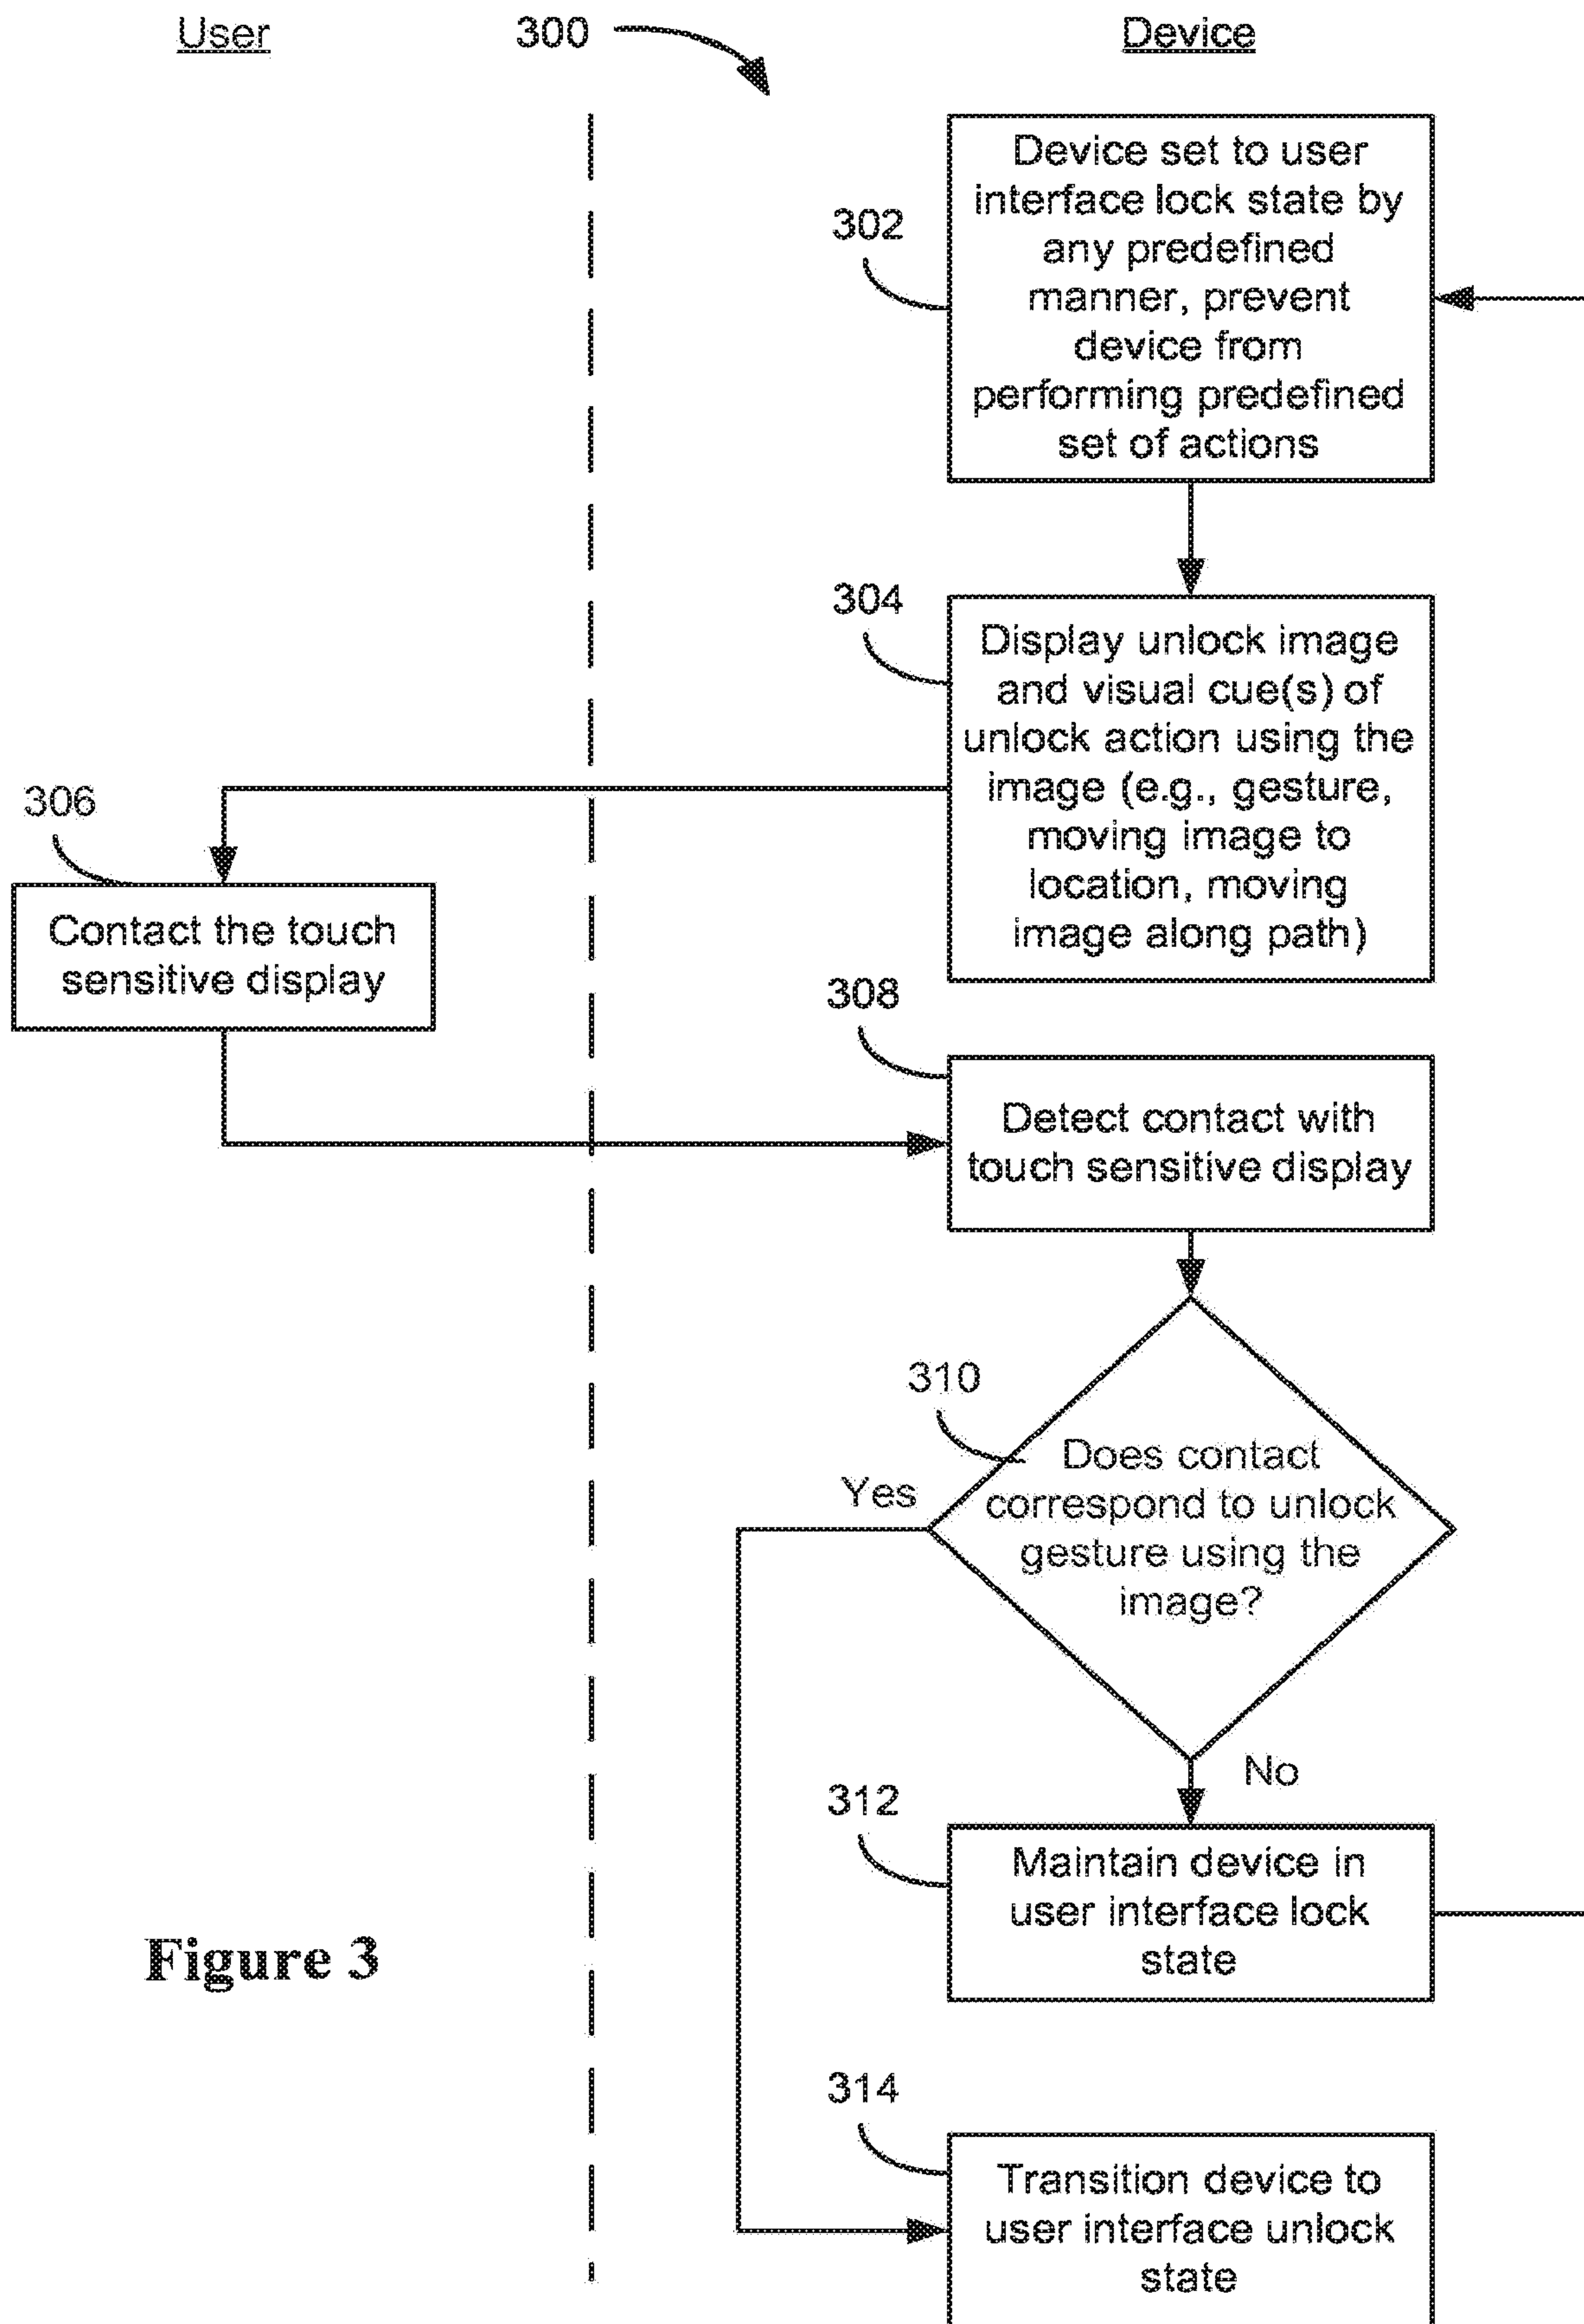 User
300
Device
302
Device set to user
interface lock state by
any predefined
manner, prevent
device from
performing predefined
set of actions
304
Display unlock image
and visual cue(s) of
unlock action using the
image (e.g., gesture,
moving image to
location, moving
image along path)
306
Contact the touch
sensitive display
308
Detect contact with
touch sensitive display
310
Does contact
correspond to unlock
gesture using the
image?
Yes
No
312
Maintain device in
user interface lock
state
Figure 3
314
Transition device to
user interface unlock
state